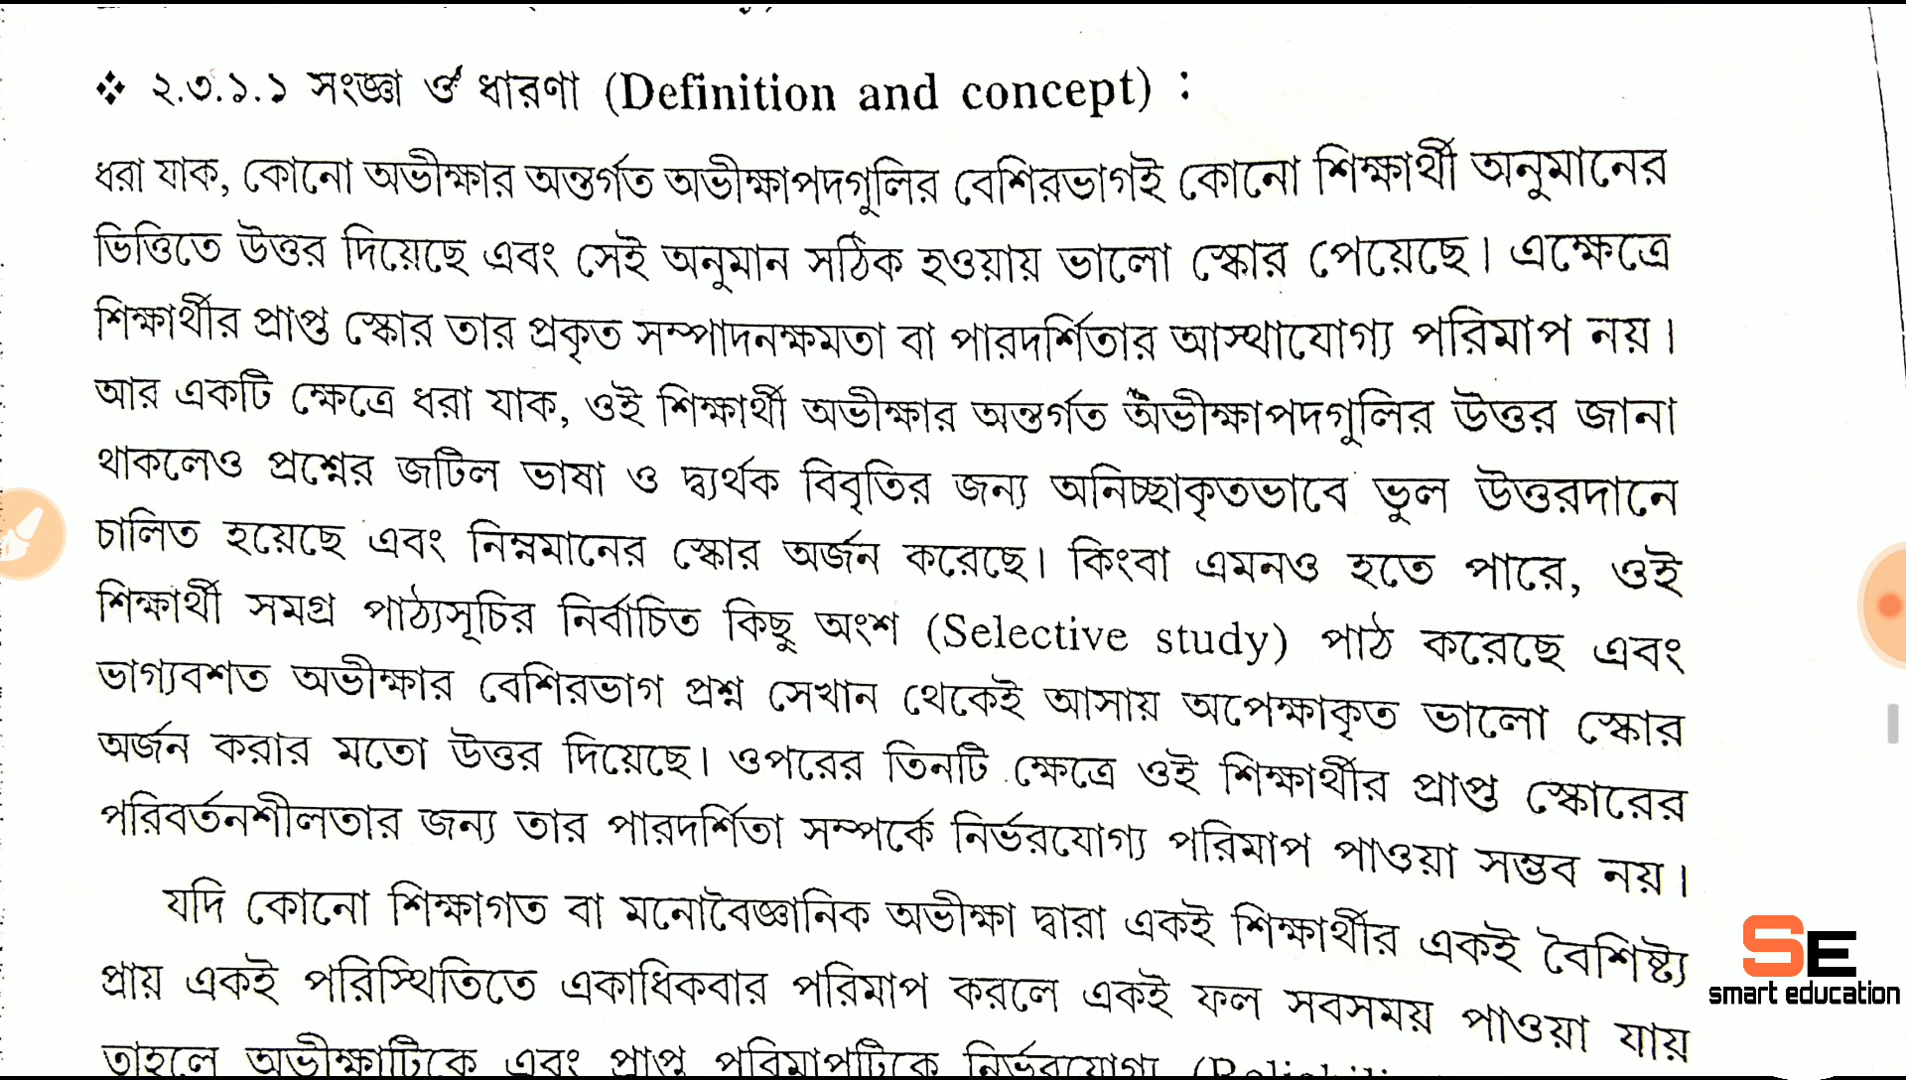 ❖ ২.৩.১.১ সংজ্ঞা ও ধারণা (Definition and concept) :
ধরা যাক, কোনো অভীক্ষার অন্তর্গত অভীক্ষাপদগুলির বেশিরভাগই কোনো শিক্ষার্থী অনুমানের
ভিত্তিতে উত্তর দিয়েছে এবং সেই অনুমান সঠিক হওয়ায় ভালো স্কোর পেয়েছে। এক্ষেত্রে
শিক্ষার্থীর প্রাপ্ত স্কোর তার প্রকৃত সম্পাদনক্ষমতা বা পারদর্শিতার আস্থাযোগ্য পরিমাপ নয়।
আর একটি ক্ষেত্রে ধরা যাক, ওই শিক্ষার্থী অভীক্ষার অন্তর্গত অভীক্ষাপদগুলির উত্তর জানা
থাকলেও প্রশ্নের জটিল ভাষা ও দ্ব্যর্থক বিবৃতির জন্য অনিচ্ছাকৃতভাবে ভুল উত্তরদানে
চালিত হয়েছে এবং নিম্নমানের স্কোর অর্জন করেছে। কিংবা এমনও হতে পারে, ওই
শিক্ষার্থী সমগ্র পাঠ্যসূচির নির্বাচিত কিছু অংশ (Selective study) পাঠ করেছে এবং
ভাগ্যবশত অভীক্ষার বেশিরভাগ প্রশ্ন সেখান থেকেই আসায় অপেক্ষাকৃত ভালো স্কোর
অর্জন করার মতো উত্তর দিয়েছে। ওপরের তিনটি ক্ষেত্রে ওই শিক্ষার্থীর প্রাপ্ত স্কোরের
পরিবর্তনশীলতার জন্য তার পারদর্শিতা সম্পর্কে নির্ভরযোগ্য পরিমাপ পাওয়া সম্ভব নয়।
যদি কোনো শিক্ষাগত বা মনোবৈজ্ঞানিক অভীক্ষা দ্বারা একই শিক্ষার্থীর একই বৈশিষ্ট্য
প্রায় একই পরিস্থিতিতে একাধিকবার পরিমাপ করলে একই ফল সবসময় পাওয়া যায়
তাহলে অভীক্ষাটিকে এবং প্রাপ্ত পরিমাপটিকে নির্ভরযোগ্য
SE
smart education